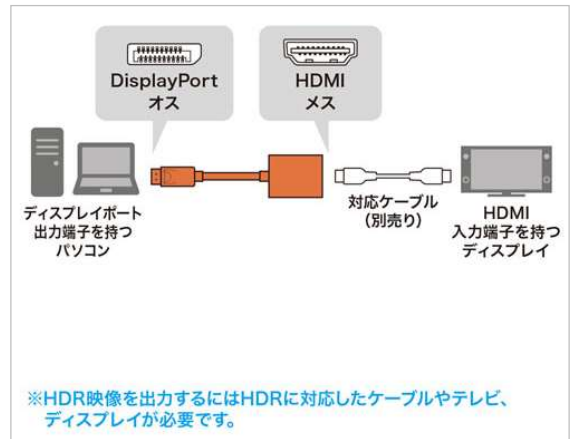 DisplayPort
オス
HDMI
メス
ディスプレイポート
出力端子を持つ
パソコン
対応ケーブル
(別売り)
HDMI
入力端子を持つ
ディスプレイ
※HDR映像を出力するにはHDRに対応したケーブルやテレビ、
ディスプレイが必要です。